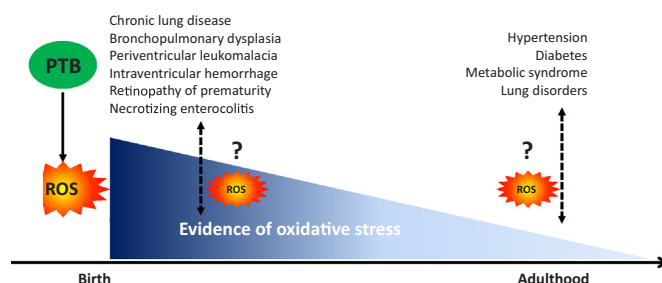 Chronic lung disease
Bronchopulmonary dysplasia
Periventricular leukomalacia
Intraventricular hemorrhage
Retinopathy of prematurity
Necrotizing enterocolitis
Hypertension
Diabetes
Metabolic syndrome
Lung disorders
PTB
?
?
ROS
ROS
ROS
Evidence of oxidative stress
Birth
Adulthood